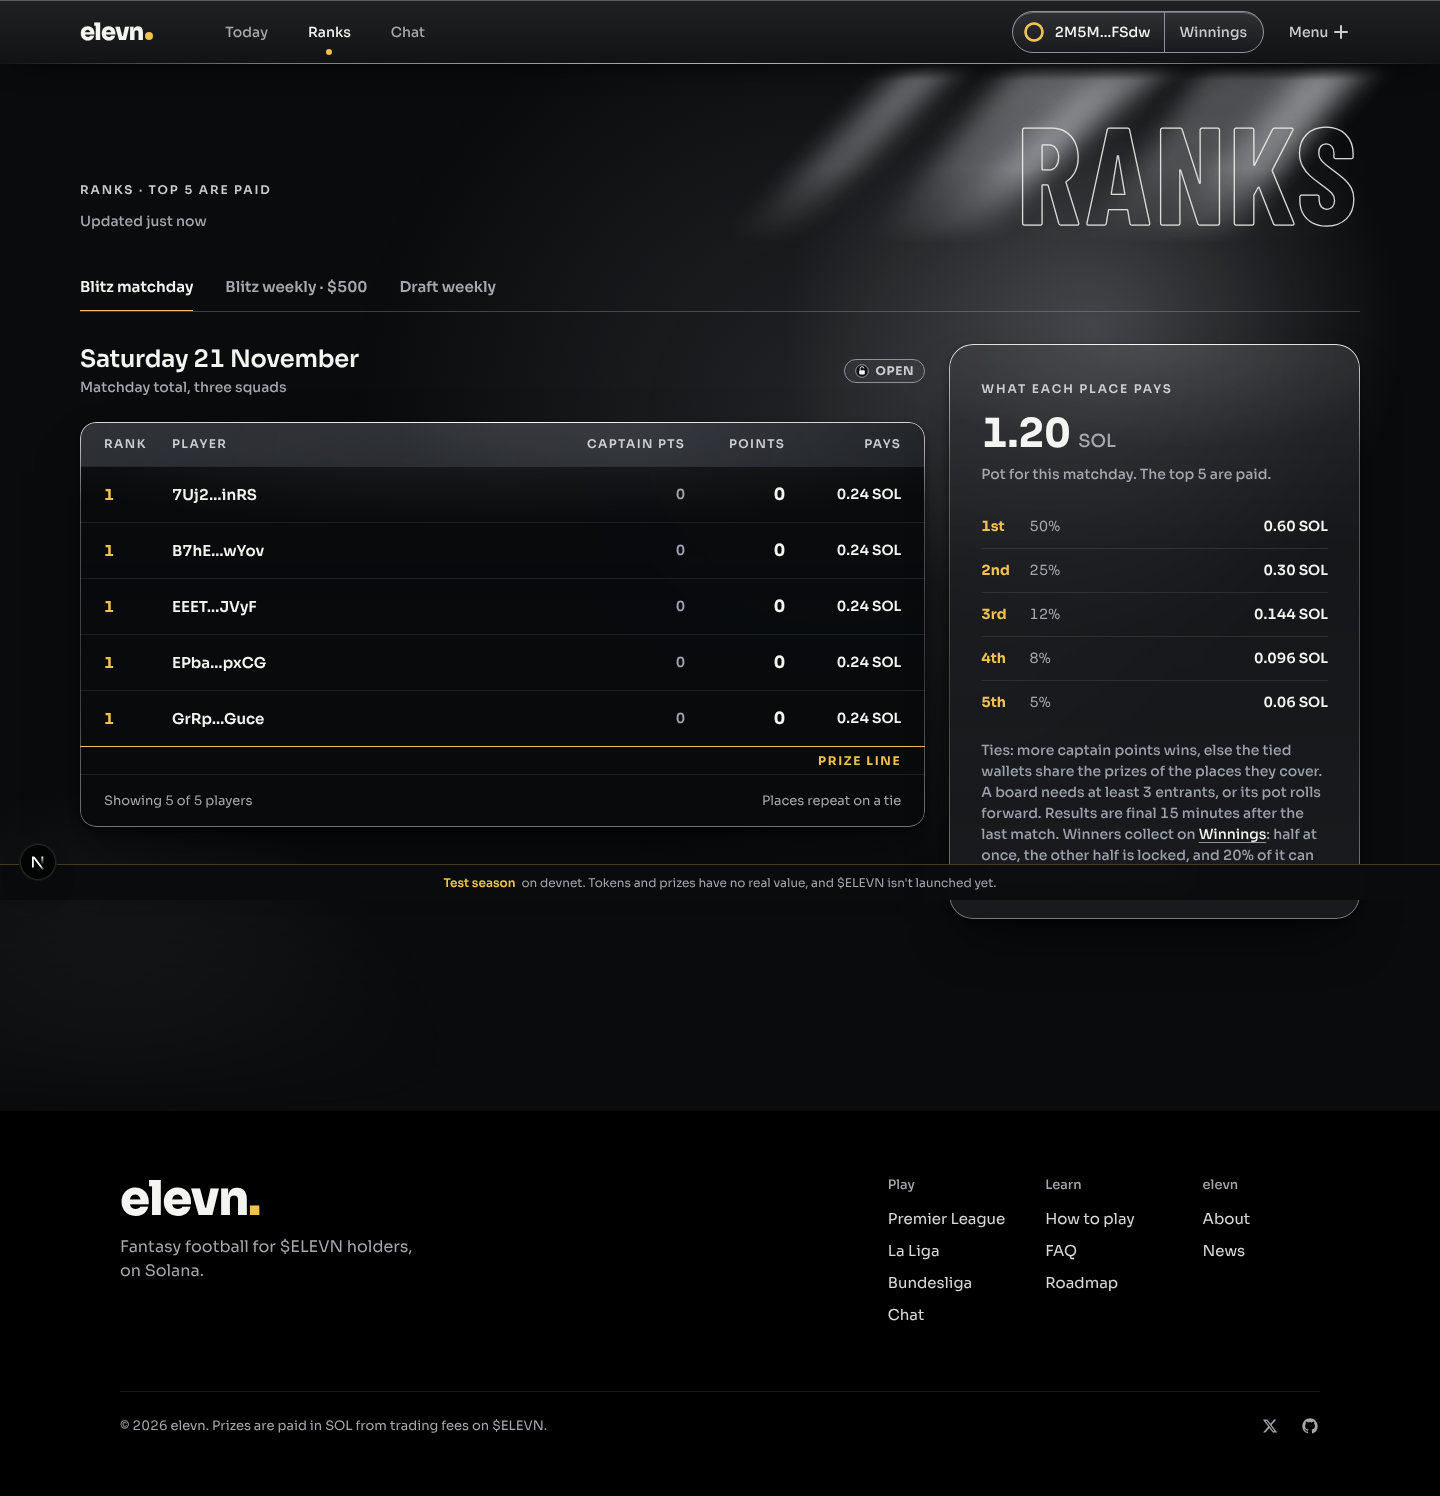 elevn.
Today
Ranks
Chat
2M5M...FSdw
Winnings
Menu
RANKS
RANKS · TOP 5 ARE PAID
Updated just now
Blitz matchday
Blitz weekly · $500
Draft weekly
Saturday 21 November
Matchday total, three squads
OPEN
RANK PLAYER CAPTAIN PTS POINTS PAYS
1 7Uj2...inRS 0 0 0.24 SOL
1 B7hE...wYov 0 0 0.24 SOL
1 EEET...JVyF 0 0 0.24 SOL
1 EPba...pxCG 0 0 0.24 SOL
1 GrRp...Guce 0 0 0.24 SOL
PRIZE LINE
Showing 5 of 5 players
Places repeat on a tie
WHAT EACH PLACE PAYS
1.20 SOL
Pot for this matchday. The top 5 are paid.
1st 50% 0.60 SOL
2nd 25% 0.30 SOL
3rd 12% 0.144 SOL
4th 8% 0.096 SOL
5th 5% 0.06 SOL
Ties: more captain points wins, else the tied
wallets share the prizes of the places they cover.
A board needs at least 3 entrants, or its pot rolls
forward. Results are final 15 minutes after the
last match. Winners collect on Winnings: half at
once, the other half is locked, and 20% of it can
N
Test season on devnet. Tokens and prizes have no real value, and $ELEVN isn't launched yet.
elevn.
Fantasy football for $ELEVN holders,
on Solana.
Play
Premier League
La Liga
Bundesliga
Chat
Learn
How to play
FAQ
Roadmap
elevn
About
News
© 2026 elevn. Prizes are paid in SOL from trading fees on $ELEVN.